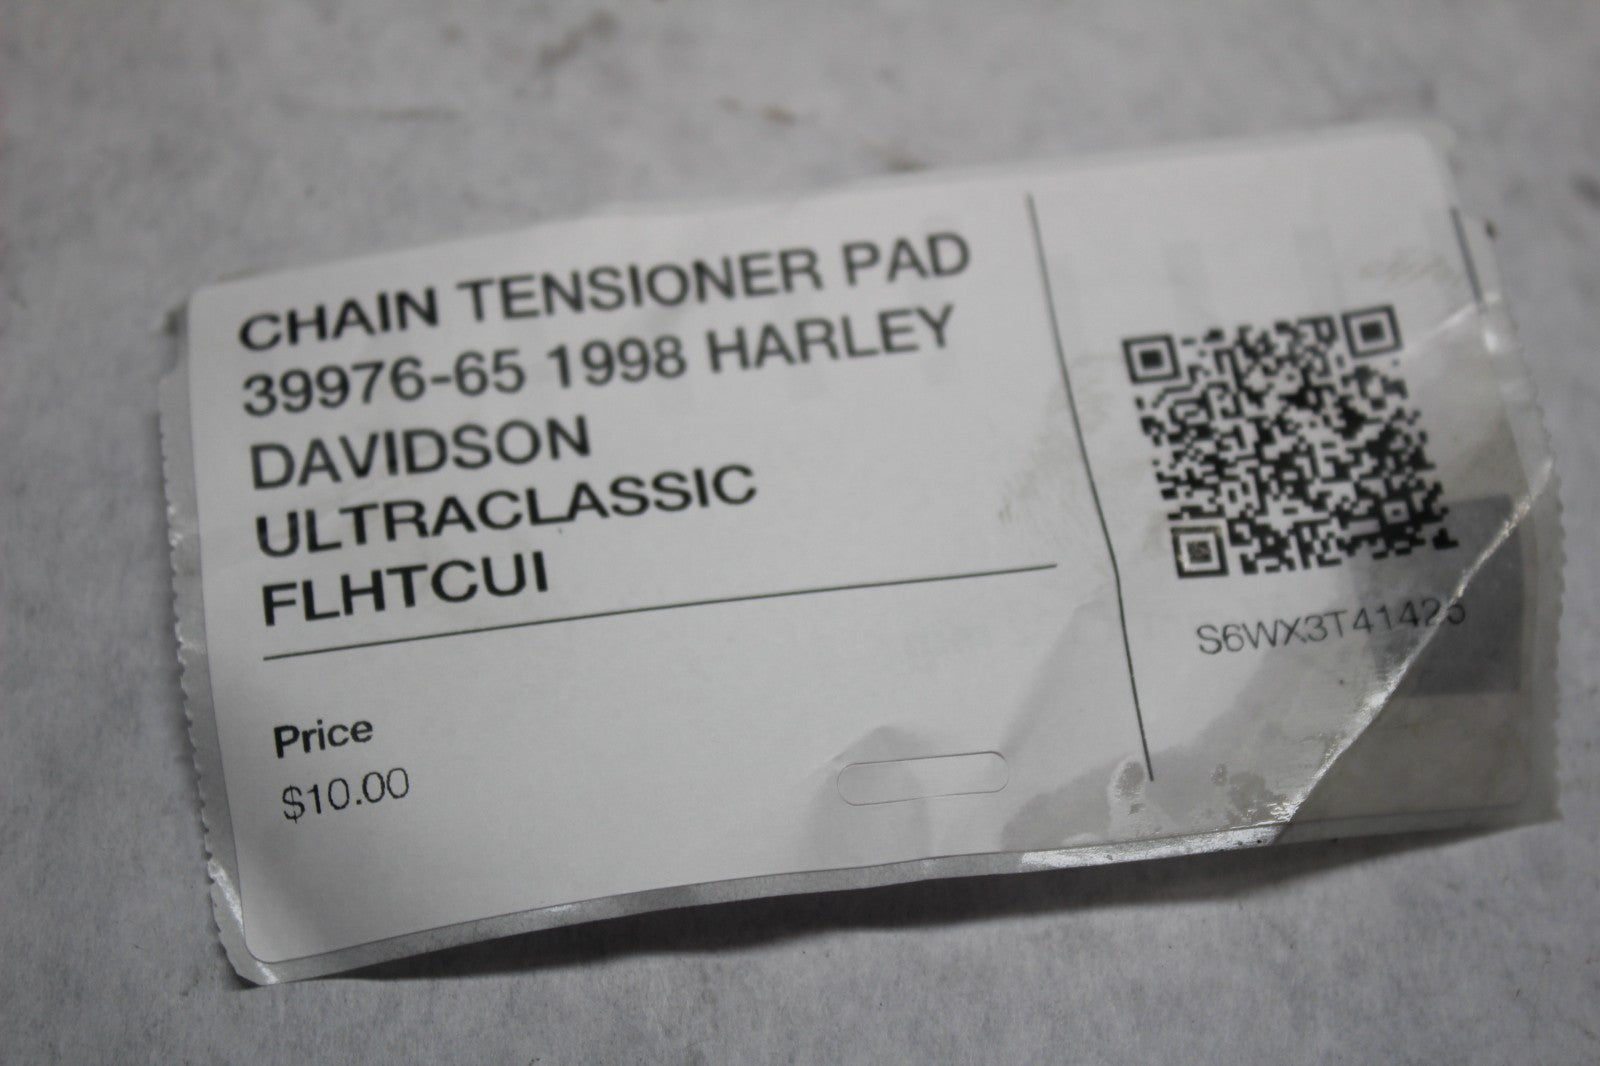 CHAIN TENSIONER PAD
39976-65 1998 HARLEY
DAVIDSON
ULTRACLASSIC
FLHTCUI
Price
$10.00
S6WX3T41425